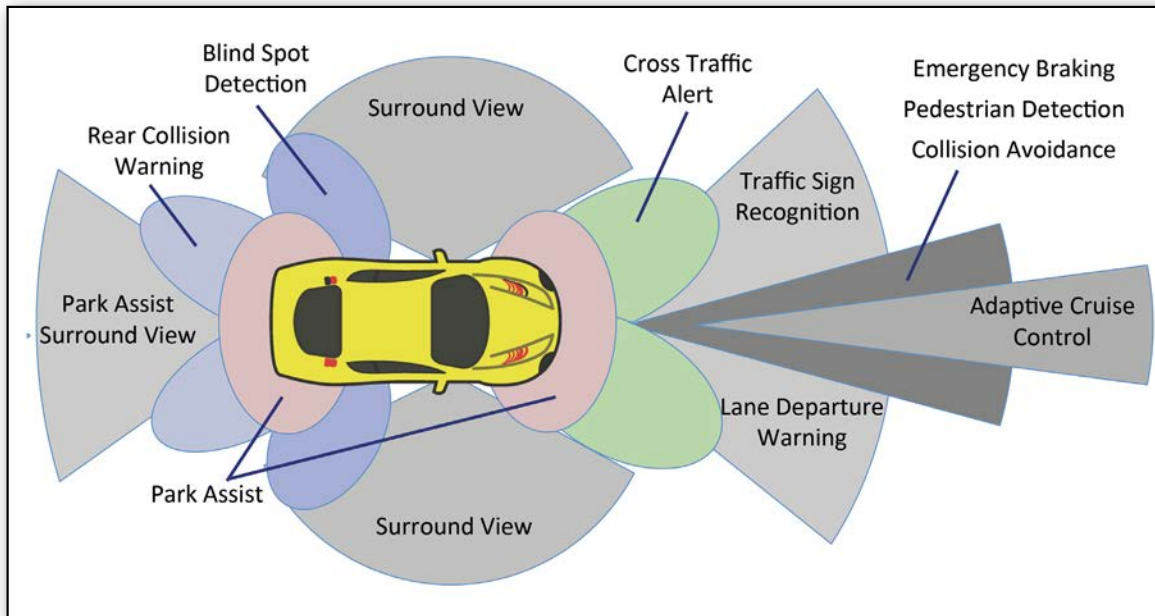 Blind Spot
Detection
Surround View
Cross Traffic
Alert
Emergency Braking
Pedestrian Detection
Collision Avoidance
Rear Collision
Warning
Traffic Sign
Recognition
Park Assist
Surround View
Adaptive Cruise
Control
Lane Departure
Warning
Park Assist
Surround View